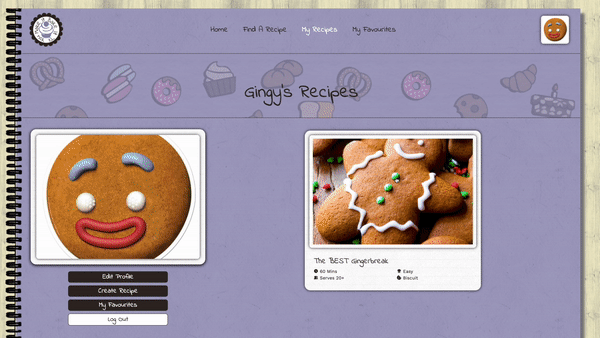 Home Find A Recipe My Recipes My Favourites
Gingy's Recipes
Edit Profile
Create Recipe
My Favourites
Log Out
The BEST Gingerbreak
60 Mins Easy
Serves 20+ Biscuit